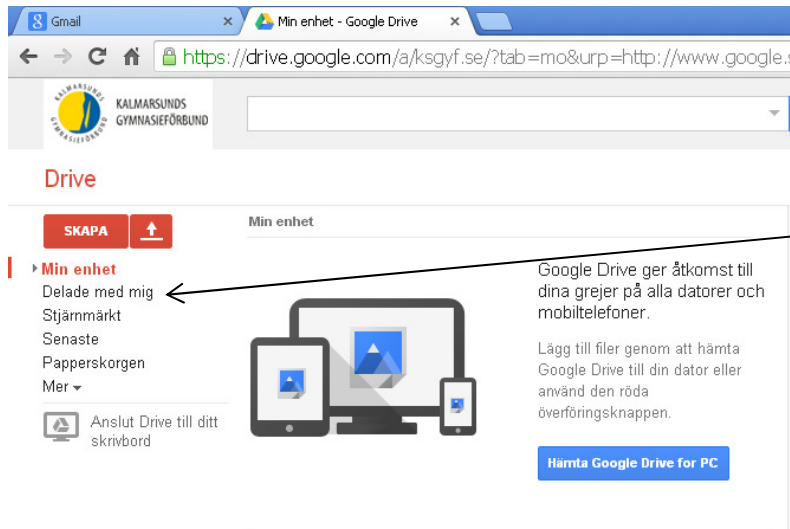 Gmail
Min enhet - Google Drive
https://drive.google.com/a/ksgyf.se/?tab=mo&urp=http://www.google.s
KALMARSUNDS
GYMNASIEFÖRBUND
KALMARSUNDS
GYMNASIEFÖRBUND
Drive
SKAPA
Min enhet
Min enhet
Delade med mig
Stjärnmärkt
Senaste
Papperskorgen
Mer
Anslut Drive till ditt
skrivbord
Google Drive ger åtkomst till
dina grejer på alla datorer och
mobiltelefoner.
Lägg till filer genom att hämta
Google Drive till din dator eller
använd den röda
överföringsknappen.
Hämta Google Drive for PC